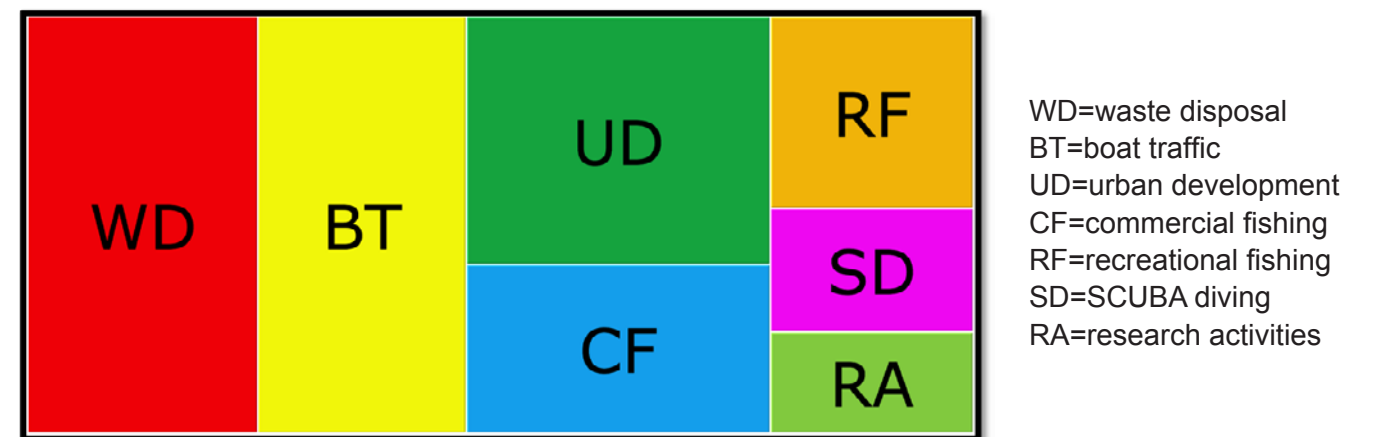 WD
BT
UD
CF
RF
SD
RA
WD=waste disposal
BT=boat traffic
UD=urban development
CF=commercial fishing
RF=recreational fishing
SD=SCUBA diving
RA=research activities